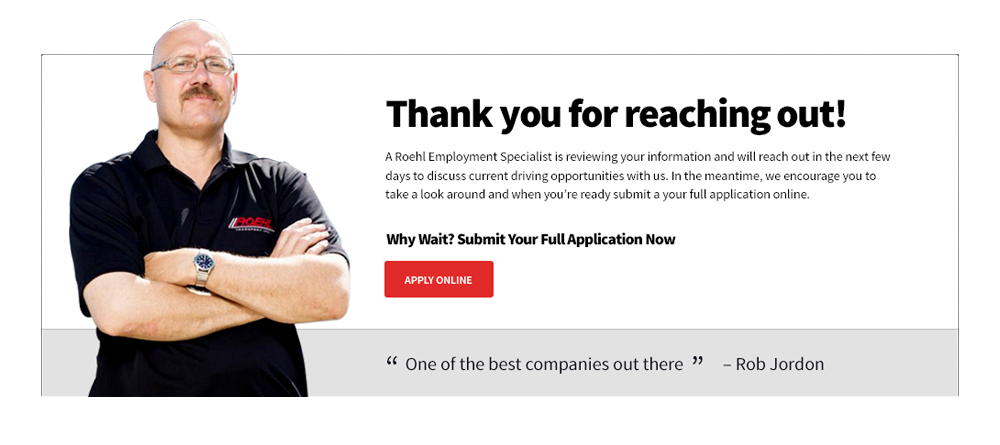 Thank you for reaching out!
A Roehl Employment Specialist is reviewing your information and will reach out in the next few
days to discuss current driving opportunities with us. In the meantime, we encourage you to
take a look around and when you're ready submit a your full application online.
ROEHL
TRANSPORT, INC.
Why Wait? Submit Your Full Application Now
APPLY ONLINE
“ One of the best companies out there ” – Rob Jordon